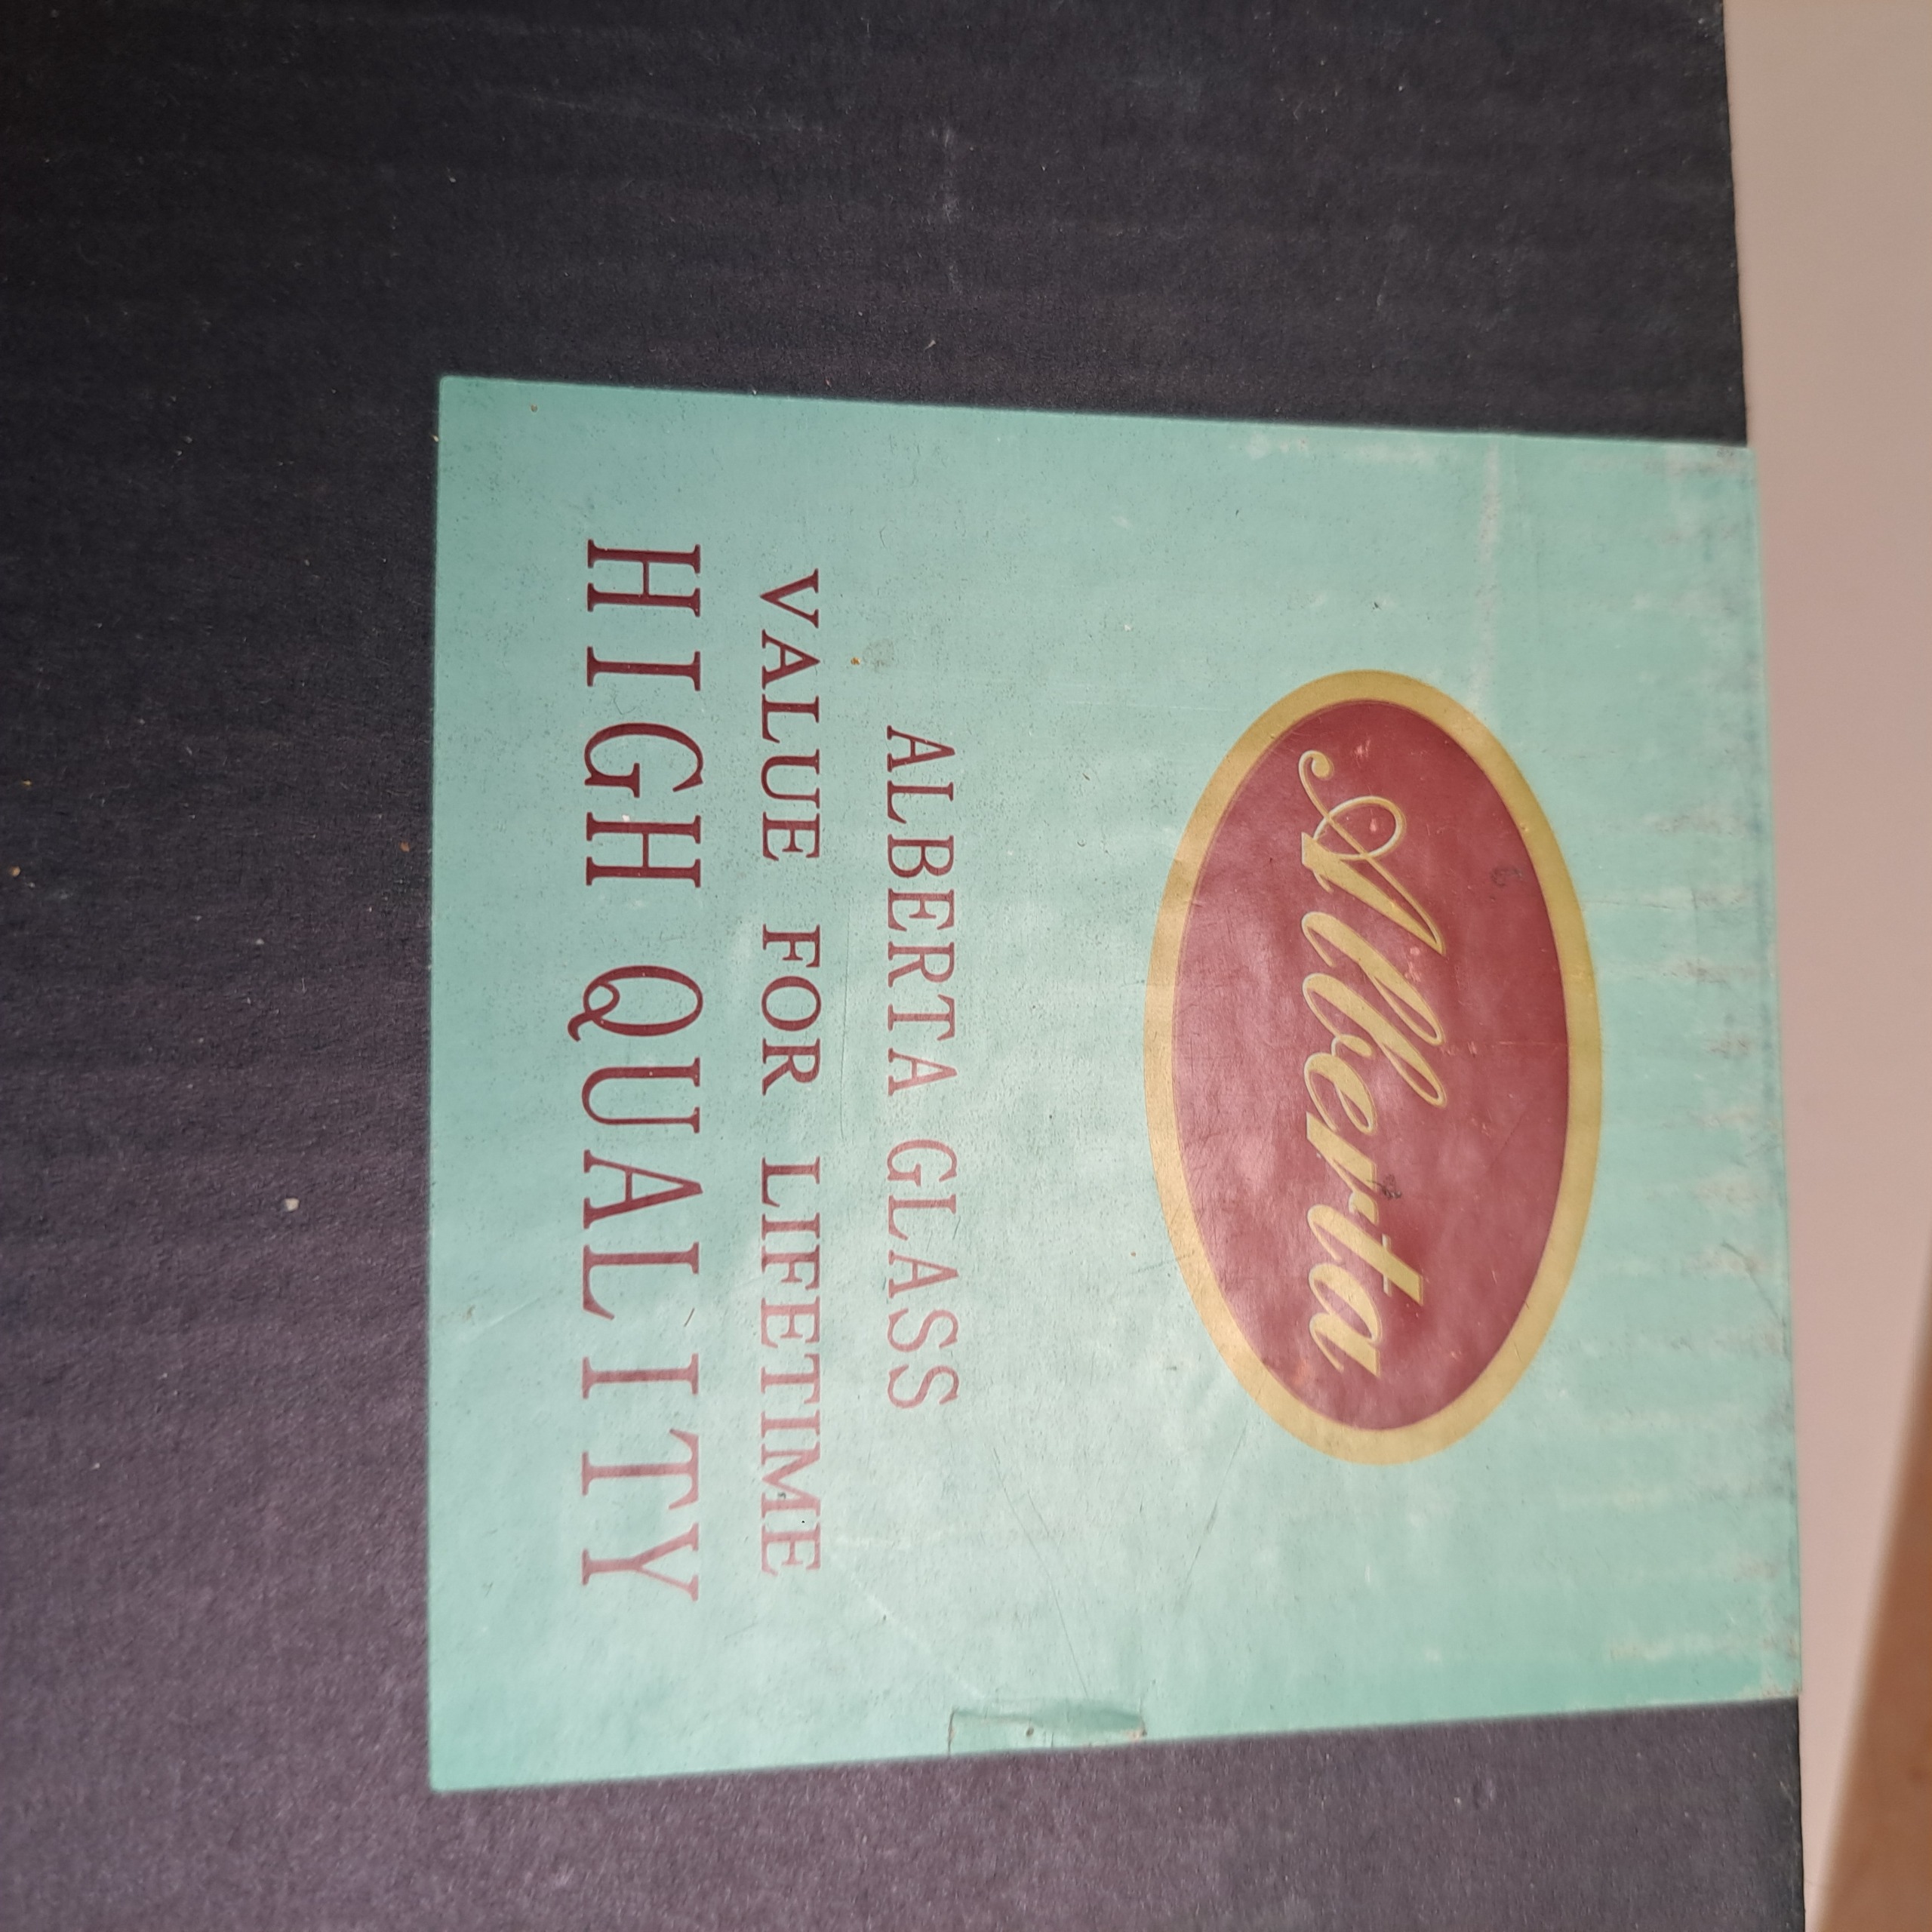 Alberta
ALBERTA GLASS
VALUE FOR LIFETIME
HIGH QUALITY